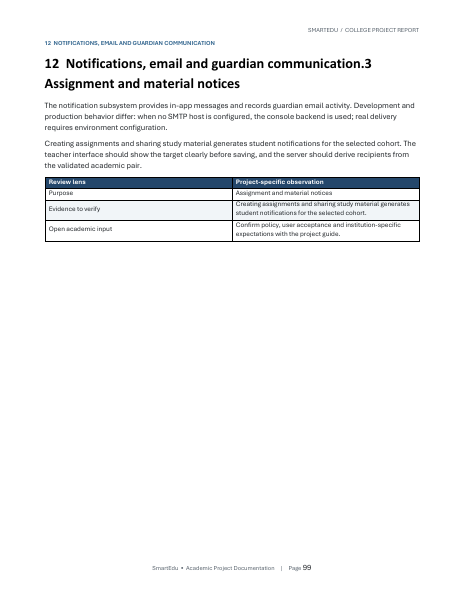 SMARTEDU / COLLEGE PROJECT REPORT
12 NOTIFICATIONS, EMAIL AND GUARDIAN COMMUNICATION
12 Notifications, email and guardian communication.3
Assignment and material notices
The notification subsystem provides in-app messages and records guardian email activity. Development and
production behavior differ: when no SMTP host is configured, the console backend is used; real delivery
requires environment configuration.
Creating assignments and sharing study material generates student notifications for the selected cohort. The
teacher interface should show the target clearly before saving, and the server should derive recipients from
the validated academic pair.
Review lens Project-specific observation
Purpose Assignment and material notices
Evidence to verify Creating assignments and sharing study material generates
student notifications for the selected cohort.
Open academic input Confirm policy, user acceptance and institution-specific
expectations with the project guide.
SmartEdu • Academic Project Documentation | Page 99